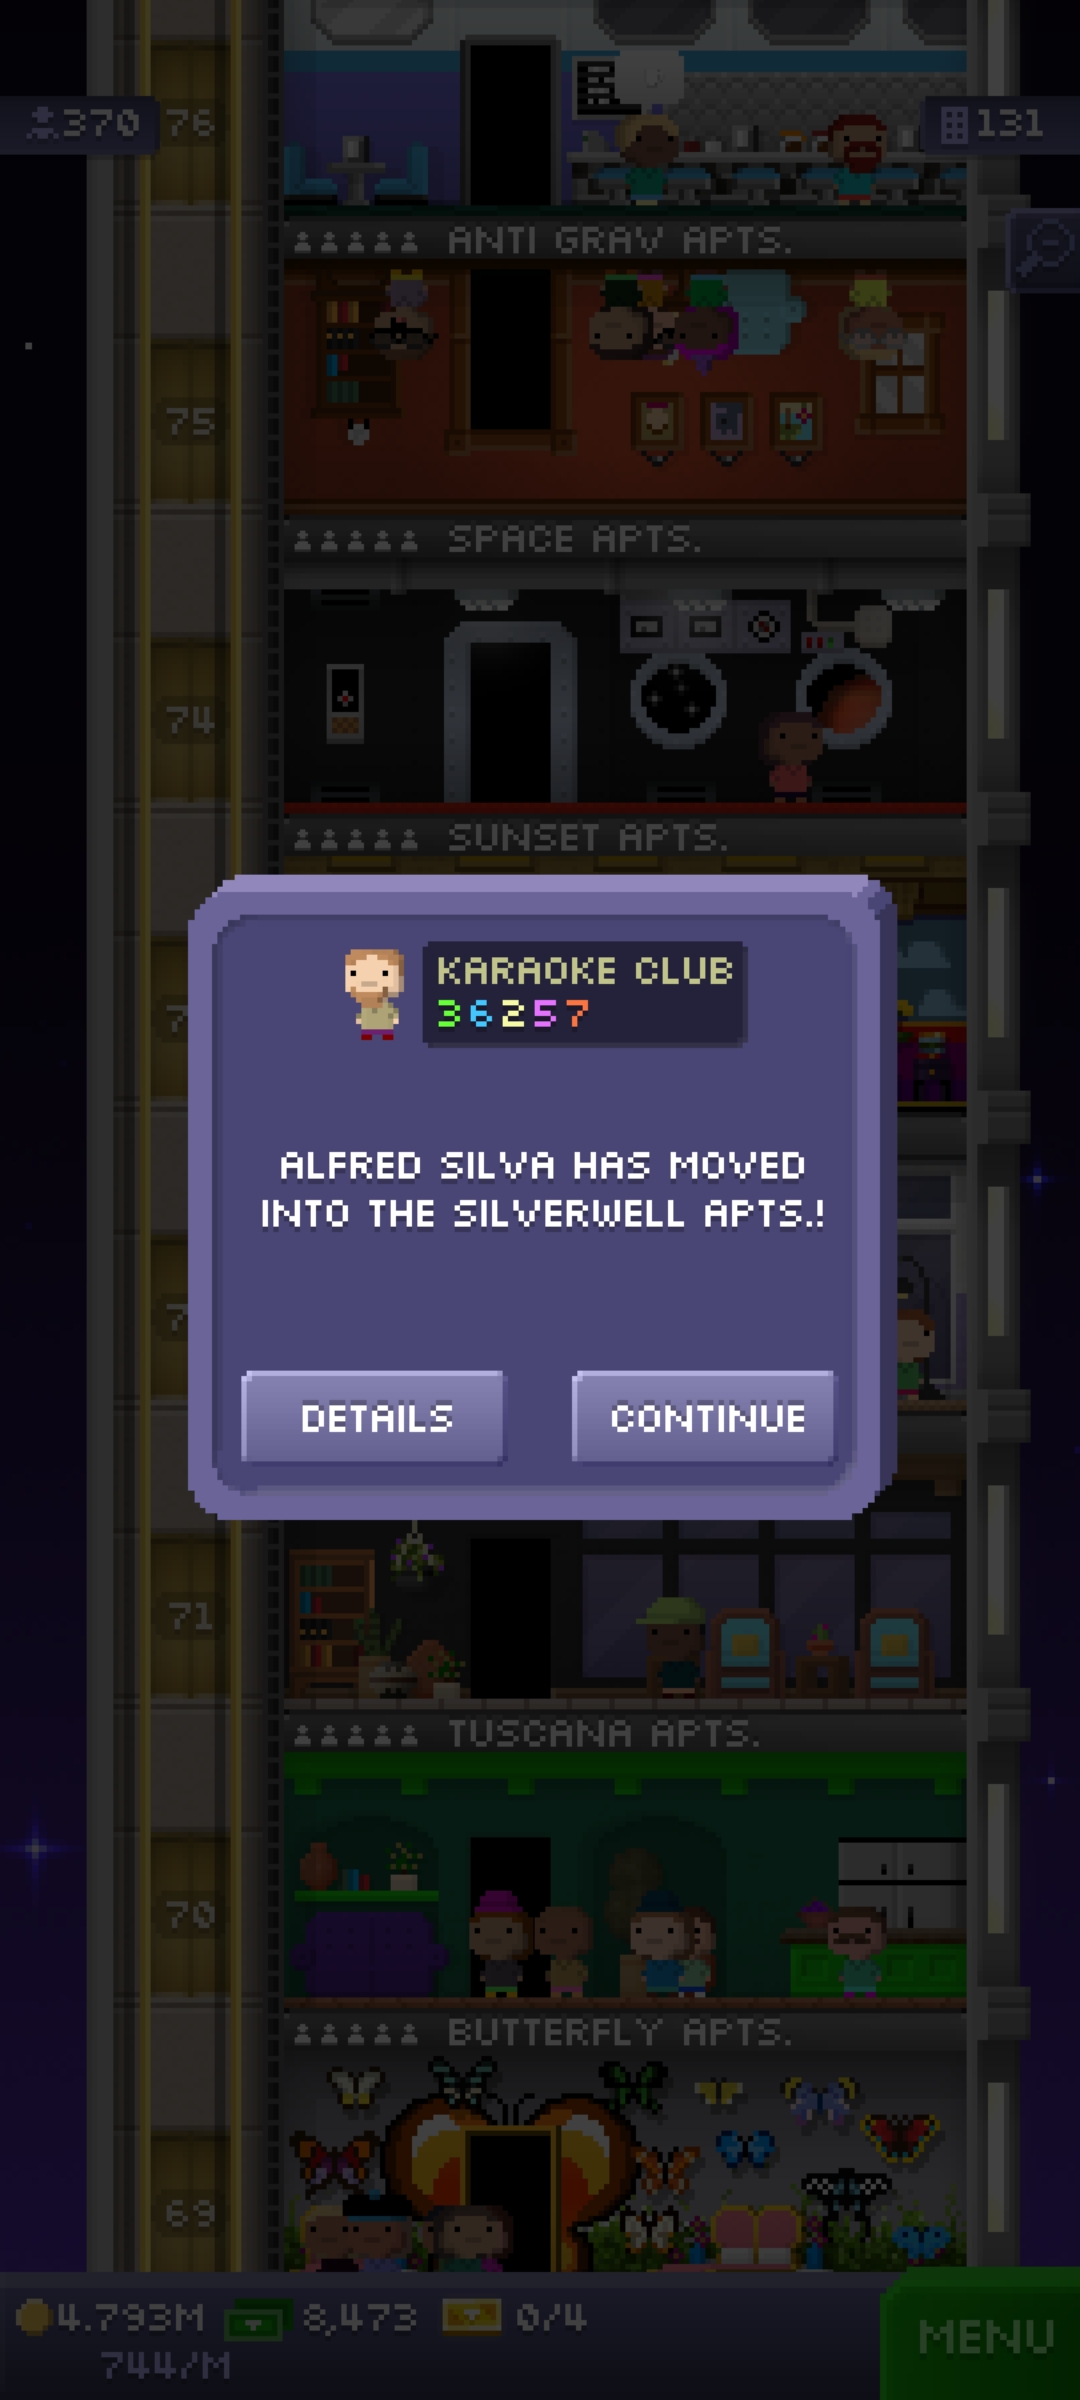 370
76
131
ANTI GRAV APTS.
75
SPACE APTS.
74
SUNSET APTS.
KARAOKE CLUB
36257
7
ALFRED SILVA HAS MOVED
INTO THE SILVERWELL APTS.!
7
DETAILS
CONTINUE
71
TUSCANA APTS.
70
BUTTERFLY APTS.
69
4.793M
8,473
0/4
744/M
MENU